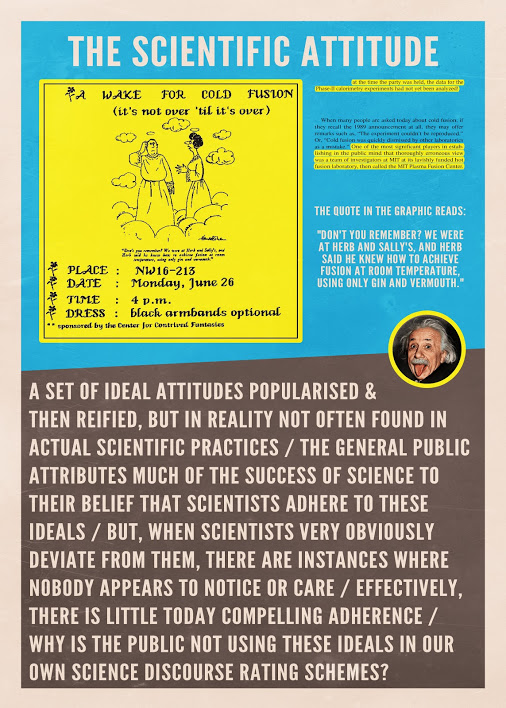 THE SCIENTIFIC ATTITUDE
A WAKE FOR COLD FUSION
(it's not over 'til it's over)
"Don't you remember? We were at Herb and Sally's, and
Herb said he knew how to achieve fusion at room
temperature, using only gin and vermouth."
PLACE : NW16-213
DATE : Monday, June 26
TIME : 4 p.m.
DRESS : black armbands optional
** sponsored by the Center for Contrived Fantasies
at the time the party was held, the data for the
Phase-II calorimetry experiments had not yet been analyzed!
When many people are asked today about cold fusion, if
they recall the 1989 announcement at all, they may offer
remarks such as, "The experiment couldn't be reproduced."
Or, "Cold fusion was quickly dismissed by other laboratories
as a mistake." One of the most significant players in estab-
lishing in the public mind that thoroughly erroneous view
was a team of investigators at MIT at its lavishly funded hot
fusion laboratory, then called the MIT Plasma Fusion Center.
THE QUOTE IN THE GRAPHIC READS:
"DON'T YOU REMEMBER? WE WERE
AT HERB AND SALLY'S, AND HERB
SAID HE KNEW HOW TO ACHIEVE
FUSION AT ROOM TEMPERATURE,
USING ONLY GIN AND VERMOUTH."
A SET OF IDEAL ATTITUDES POPULARISED &
THEN REIFIED, BUT IN REALITY NOT OFTEN FOUND IN
ACTUAL SCIENTIFIC PRACTICES / THE GENERAL PUBLIC
ATTRIBUTES MUCH OF THE SUCCESS OF SCIENCE TO
THEIR BELIEF THAT SCIENTISTS ADHERE TO THESE
IDEALS / BUT, WHEN SCIENTISTS VERY OBVIOUSLY
DEVIATE FROM THEM, THERE ARE INSTANCES WHERE
NOBODY APPEARS TO NOTICE OR CARE / EFFECTIVELY,
THERE IS LITTLE TODAY COMPELLING ADHERENCE /
WHY IS THE PUBLIC NOT USING THESE IDEALS IN OUR
OWN SCIENCE DISCOURSE RATING SCHEMES?